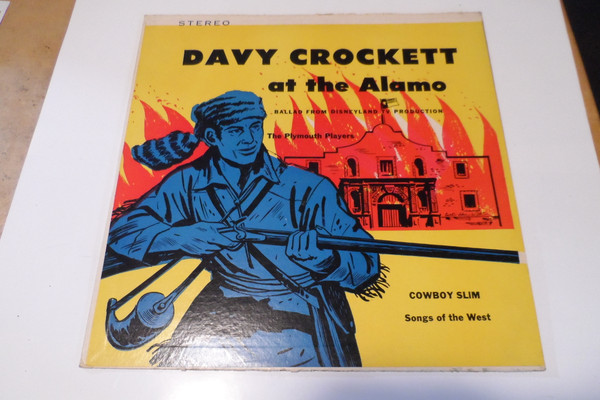 STEREO
DAVY CROCKETT
at the Alamo
BALLAD FROM DISNEYLAND TV PRODUCTION
The Plymouth Players
COWBOY SLIM
Songs of the West